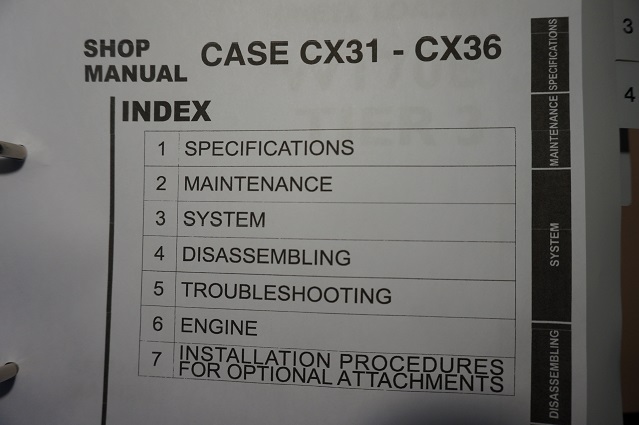 SHOP
MANUAL
CASE CX31 - CX36
INDEX
1 SPECIFICATIONS
2 MAINTENANCE
3 SYSTEM
4 DISASSEMBLING
5 TROUBLESHOOTING
6 ENGINE
7 INSTALLATION PROCEDURES
FOR OPTIONAL ATTACHMENTS
SPECIFICATIONS
MAINTENANCE
SYSTEM
DISASSEMBLING
3
4